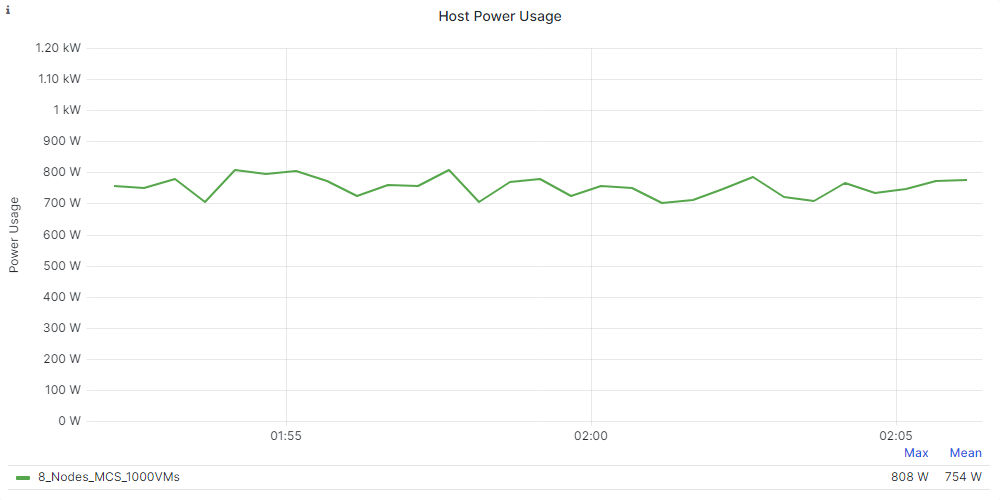 i
Host Power Usage
1.20 kW
1.10 kW
1 kW
900 W
800 W
700 W
600 W
500 W
400 W
300 W
200 W
100 W
0 W
Power Usage
01:55 02:00 02:05
Max Mean
8_Nodes_MCS_1000VMs 808 W 754 W